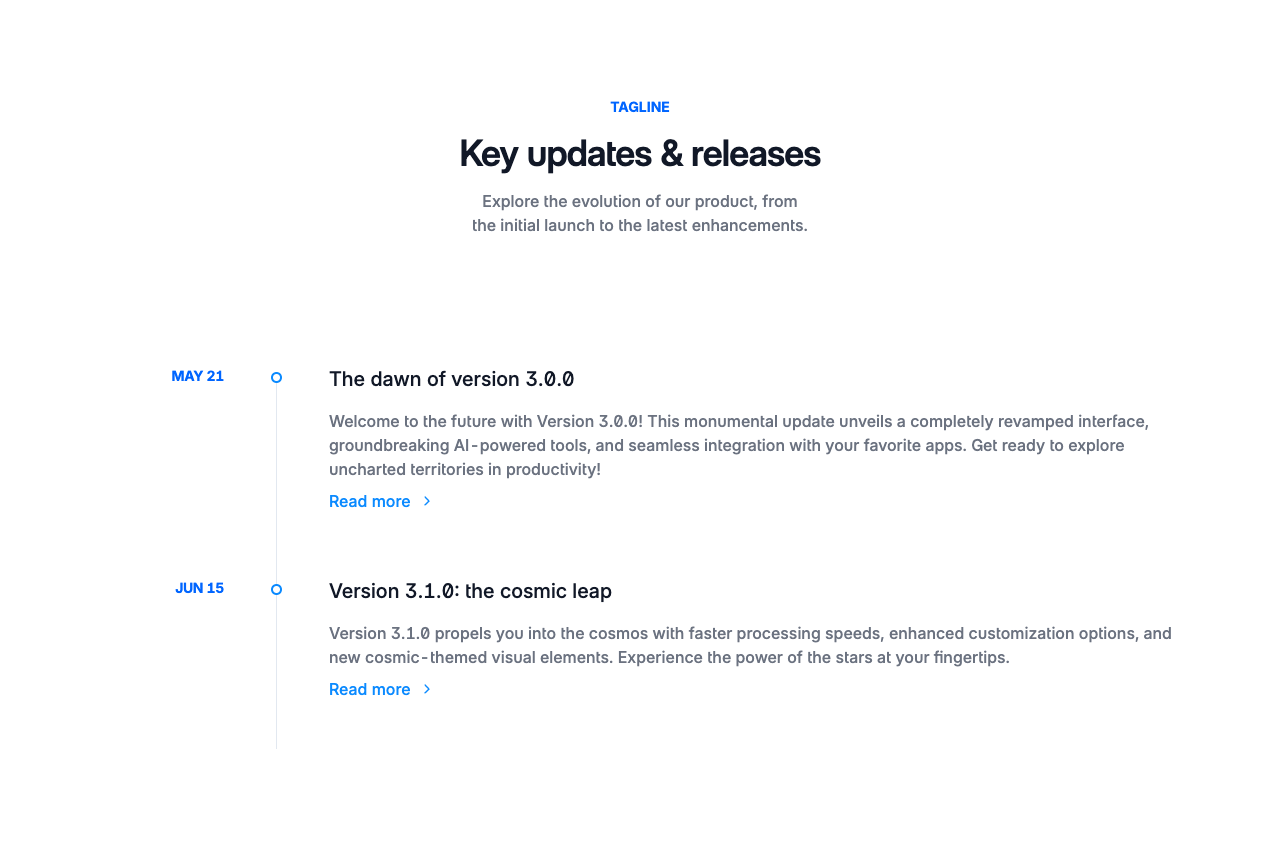 TAGLINE
Key updates & releases
Explore the evolution of our product, from
the initial launch to the latest enhancements.
MAY 21
The dawn of version 3.0.0
Welcome to the future with Version 3.0.0! This monumental update unveils a completely revamped interface,
groundbreaking AI-powered tools, and seamless integration with your favorite apps. Get ready to explore
uncharted territories in productivity!
Read more
JUN 15
Version 3.1.0: the cosmic leap
Version 3.1.0 propels you into the cosmos with faster processing speeds, enhanced customization options, and
new cosmic-themed visual elements. Experience the power of the stars at your fingertips.
Read more